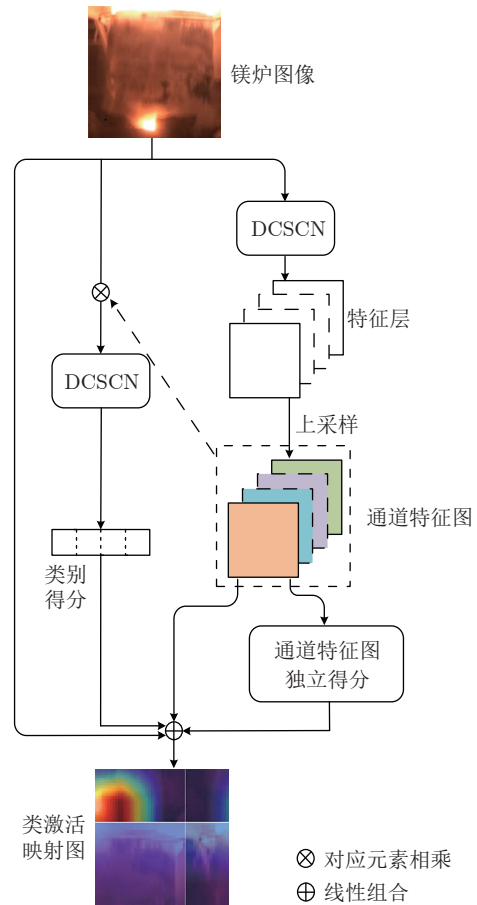 镁炉图像
DCSCN
特征层
DCSCN
上采样
通道特征图
类别
得分
通道特征图
独立得分
类激活
映射图
对应元素相乘
线性组合